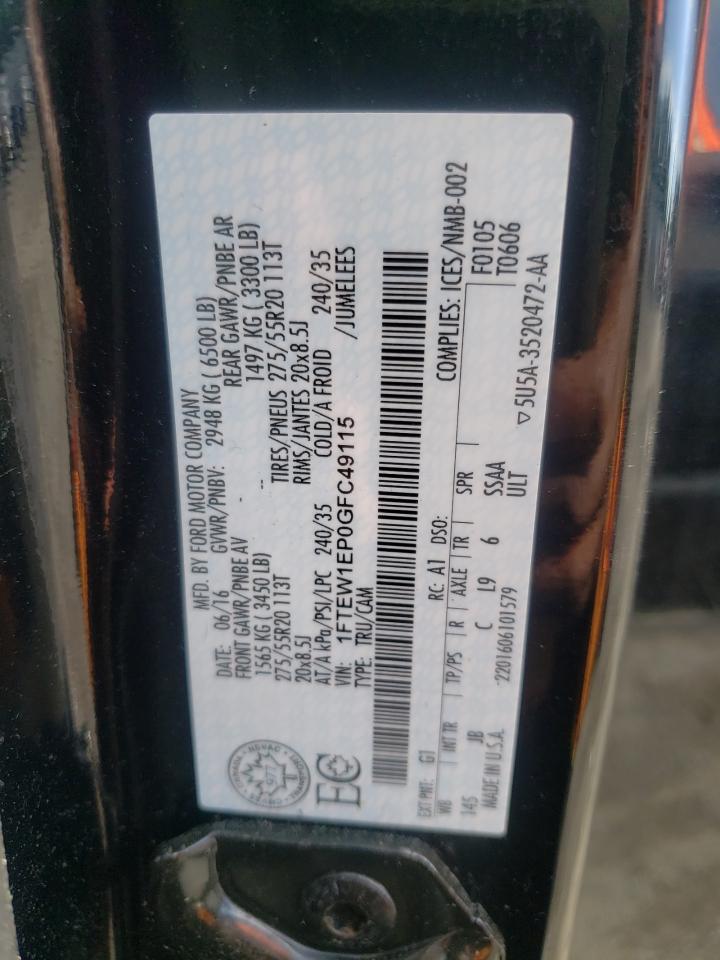 MFD. BY FORD MOTOR COMPANY
DATE: 06/16 GVWR/PNBV: 2948 KG ( 6500 LB)
FRONT GAWR/PNBE AV REAR GAWR/PNBE AR
1565 KG ( 3450 LB) -- 1497 KG ( 3300 LB)
275/55R20 113T TIRES/PNEUS 275/55R20 113T
20x8.5J RIMS/JANTES 20x8.5J
AT/A kPa/PSI/LPC 240/35 COLD/A FROID 240/35
VIN: 1FTEW1EP0GFC49115 /JUMELEES
TYPE: TRU/CAM
EC
EXT PNT: G1 RC: A1 DSO: COMPLIES: ICES/NMB-002
WB INT TR TP/PS R AXLE TR SPR F0105
145 JB C L9 6 SSAA T0606
ULT
MADE IN U.S.A. 2201606101579 5U5A-3520472-AA